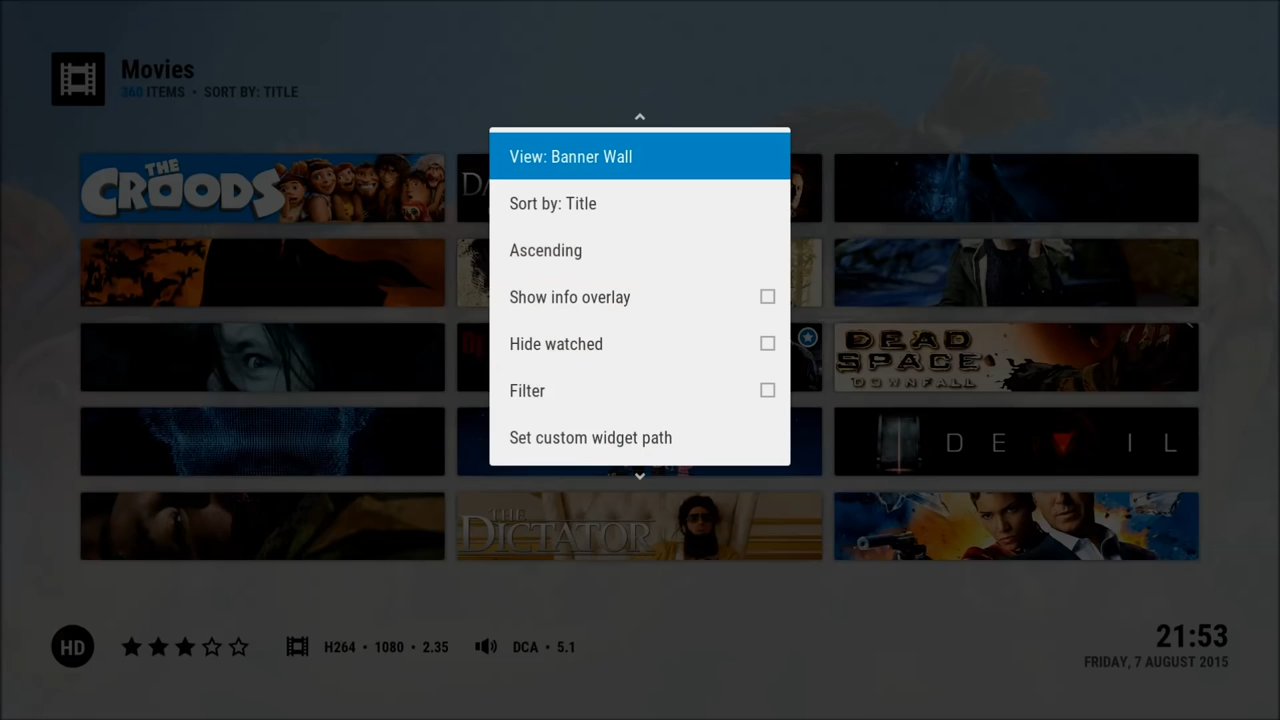 Movies
360 ITEMS • SORT BY: TITLE
THE
CROODS
DA
View: Banner Wall
Sort by: Title
Ascending
Show info overlay
Hide watched
Filter
Set custom widget path
DEAD
SPACE
DOWNFALL
DEVIL
THE
DICTATOR
HD
H264 • 1080 • 2.35
DCA • 5.1
21:53
FRIDAY, 7 AUGUST 2015